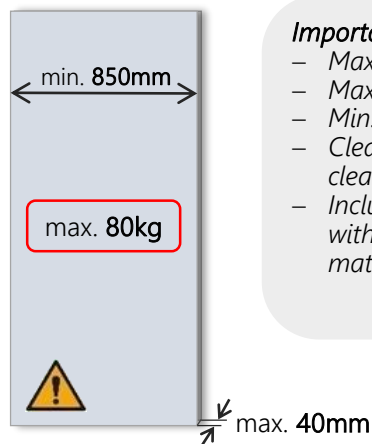 min. 850mm
max. 80kg
max. 40mm
Importa
– Max
– Max
– Min.
– Clea
clea
– Inclu
with
mat